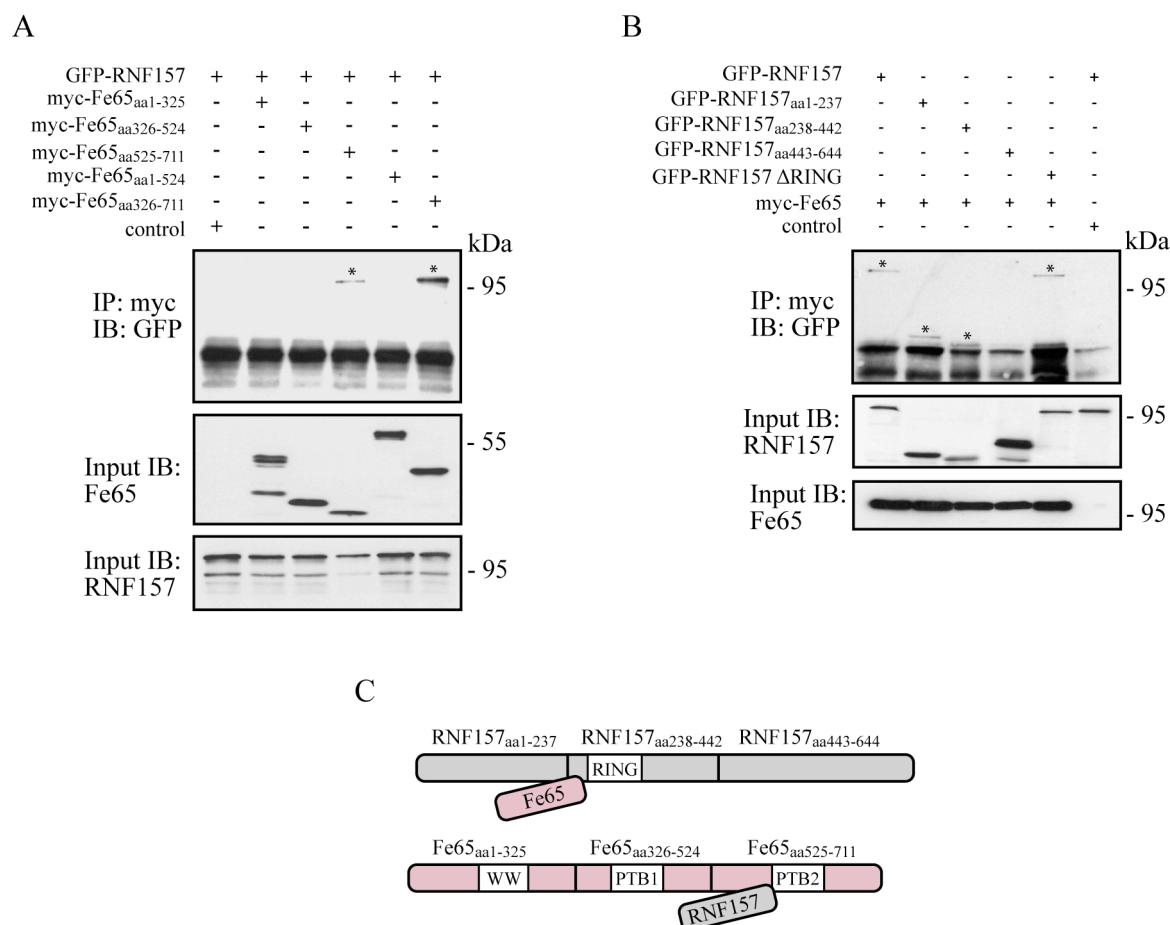 A
GFP-RNF157 + + + + + +
myc-Fe65aa1-325 - + - - - -
myc-Fe65aa326-524 - - + - - -
myc-Fe65aa525-711 - - - + - -
myc-Fe65aa1-524 - - - - + -
myc-Fe65aa326-711 - - - - - +
control + - - - - -
kDa
* *
IP: myc
IB: GFP
- 95
Input IB:
Fe65
- 55
Input IB:
RNF157
- 95
B
GFP-RNF157 + - - - - +
GFP-RNF157aa1-237 - + - - - -
GFP-RNF157aa238-442 - - + - - -
GFP-RNF157aa443-644 - - - + - -
GFP-RNF157 ΔRING - - - - + -
myc-Fe65 + + + + + -
control - - - - - +
kDa
* * * *
IP: myc
IB: GFP
- 95
Input IB:
RNF157
- 95
Input IB:
Fe65
- 95
C
RNF157aa1-237 RNF157aa238-442 RNF157aa443-644
RING
Fe65
Fe65aa1-325 Fe65aa326-524 Fe65aa525-711
WW PTB1 PTB2
RNF157